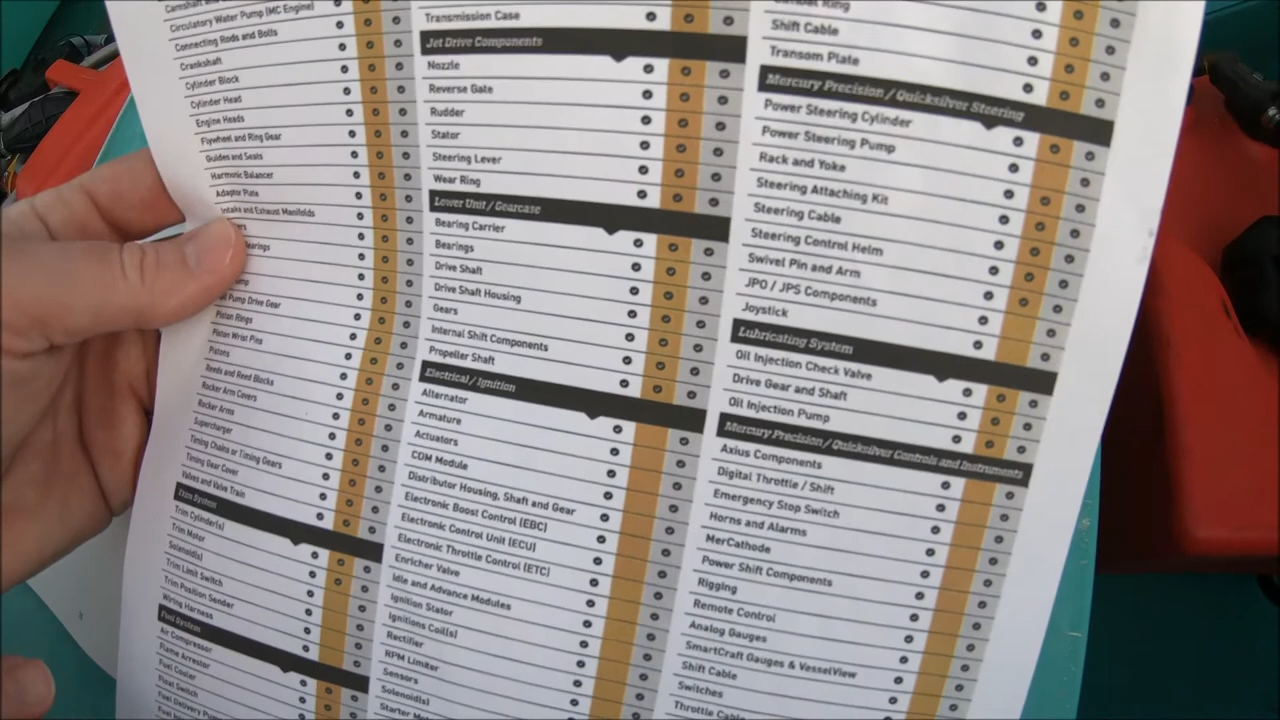 Circulatory Water Pump (MC Engine)
Connecting Rods and Bolts
Crankshaft
Cylinder Block
Cylinder Head
Engine Heads
Flywheel and Ring Gear
Guides and Seats
Harmonic Balancer
Adaptor Plate
Intake and Exhaust Manifolds
Pump Drive Gear
Piston Rings
Piston Wrist Pins
Pistons
Reeds and Reed Blocks
Rocker Arm Covers
Rocker Arms
Supercharger
Timing Chains or Timing Gears
Timing Gear Cover
Valves and Valve Train
Trim System
Trim Cylinder(s)
Trim Motor
Solenoid(s)
Trim Limit Switch
Trim Position Sender
Wiring Harness
Fuel System
Air Compressor
Flame Arrestor
Fuel Cooler
Float Switch
Fuel Delivery
Transmission Case
Jet Drive Components
Nozzle
Reverse Gate
Rudder
Stator
Steering Lever
Wear Ring
Lower Unit / Gearcase
Bearing Carrier
Bearings
Drive Shaft
Drive Shaft Housing
Gears
Internal Shift Components
Propeller Shaft
Electrical / Ignition
Alternator
Armature
Actuators
COM Module
Distributor Housing, Shaft and Gear
Electronic Boost Control (EBC)
Electronic Control Unit (ECU)
Electronic Throttle Control (ETC)
Enricher Valve
Idle and Advance Modules
Ignition Stator
Ignitions Coil(s)
Rectifier
RPM Limiter
Sensors
Solenoid(s)
Starter
Gimbal Ring
Shift Cable
Transom Plate
Mercury Precision / Quicksilver Steering
Power Steering Cylinder
Power Steering Pump
Rack and Yoke
Steering Attaching Kit
Steering Cable
Steering Control Helm
Swivel Pin and Arm
JPO / JPS Components
Joystick
Lubricating System
Oil Injection Check Valve
Drive Gear and Shaft
Oil Injection Pump
Mercury Precision / Quicksilver Controls and Instruments
Axius Components
Digital Throttle / Shift
Emergency Stop Switch
Horns and Alarms
MerCathode
Power Shift Components
Rigging
Remote Control
Analog Gauges
SmartCraft Gauges & VesselView
Shift Cable
Switches
Throttle Cable